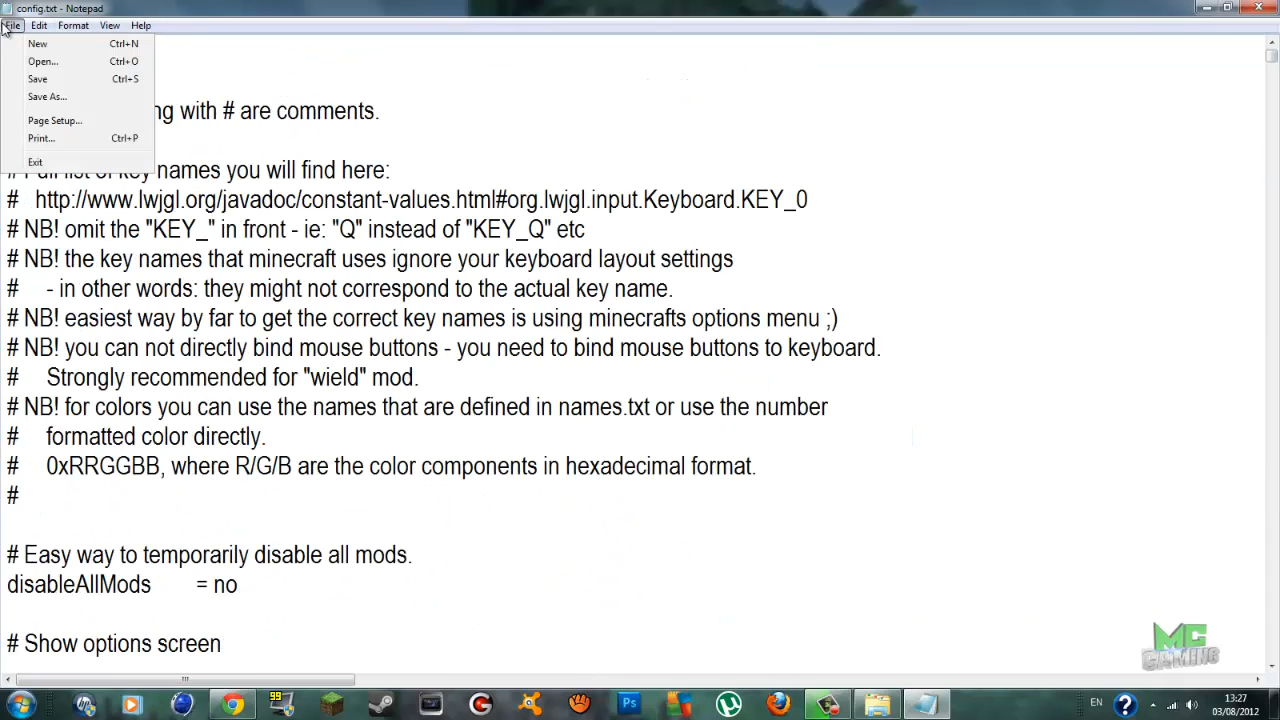 config.txt - Notepad
File Edit Format View Help
New Ctrl+N
Open... Ctrl+O
Save Ctrl+S
Save As...
Page Setup...
Print... Ctrl+P
Exit
ng with # are comments.
names you will find here:
# http://www.lwjgl.org/javadoc/constant-values.html#org.lwjgl.input.Keyboard.KEY_0
# NB! omit the "KEY_" in front - ie: "Q" instead of "KEY_Q" etc
# NB! the key names that minecraft uses ignore your keyboard layout settings
# - in other words: they might not correspond to the actual key name.
# NB! easiest way by far to get the correct key names is using minecrafts options menu ;)
# NB! you can not directly bind mouse buttons - you need to bind mouse buttons to keyboard.
# Strongly recommended for "wield" mod.
# NB! for colors you can use the names that are defined in names.txt or use the number
# formatted color directly.
# 0xRRGGBB, where R/G/B are the color components in hexadecimal format.
#
# Easy way to temporarily disable all mods.
disableAllMods = no
# Show options screen
MC
GAMING
99
Ps
EN
13:27
03/08/2012